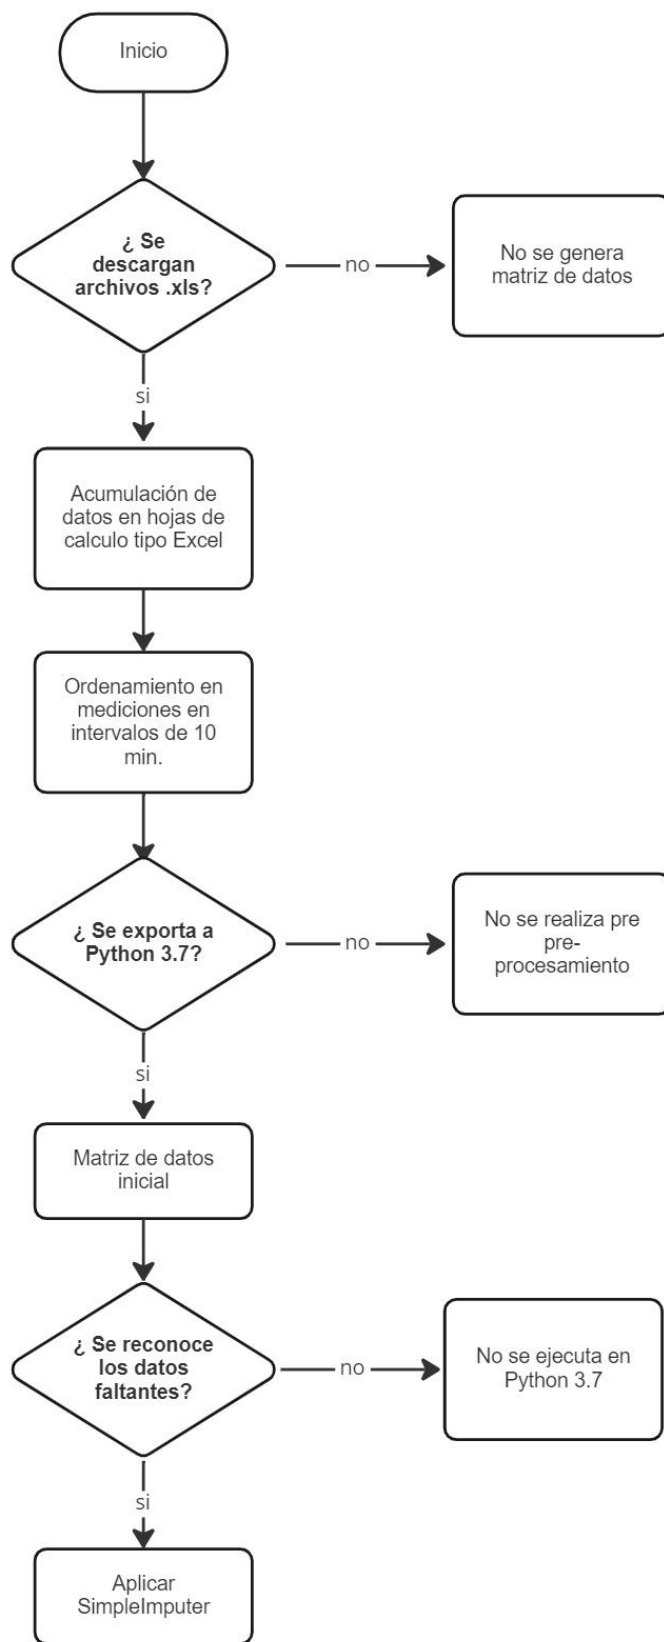 Inicio
¿ Se
descargan
archivos .xls?
no
No se genera
matriz de datos
si
Acumulación de
datos en hojas de
calculo tipo Excel
Ordenamiento en
mediciones en
intervalos de 10
min.
¿ Se exporta a
Python 3.7?
no
No se realiza pre
pre-
procesamiento
si
Matriz de datos
inicial
¿ Se reconoce
los datos
faltantes?
no
No se ejecuta en
Python 3.7
si
Aplicar
SimpleImputer